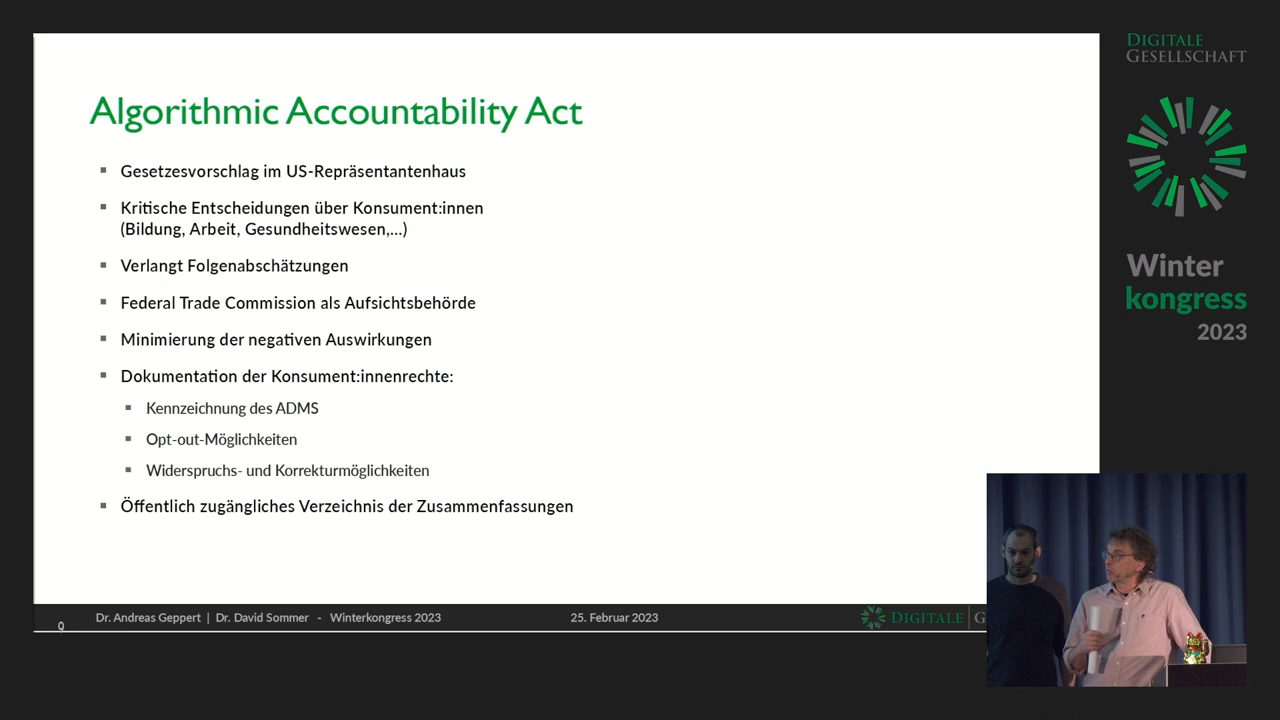 Algorithmic Accountability Act
Gesetzesvorschlag im US-Repräsentantenhaus
Kritische Entscheidungen über Konsument:innen
(Bildung, Arbeit, Gesundheitswesen,...)
Verlangt Folgenabschätzungen
Federal Trade Commission als Aufsichtsbehörde
Minimierung der negativen Auswirkungen
Dokumentation der Konsument:innenrechte:
Kennzeichnung des ADMS
Opt-out-Möglichkeiten
Widerspruchs- und Korrekturmöglichkeiten
Öffentlich zugängliches Verzeichnis der Zusammenfassungen
Dr. Andreas Geppert | Dr. David Sommer - Winterkongress 2023
25. Februar 2023
DIGITALE G
DIGITALE
GESELLSCHAFT
Winter
kongress
2023